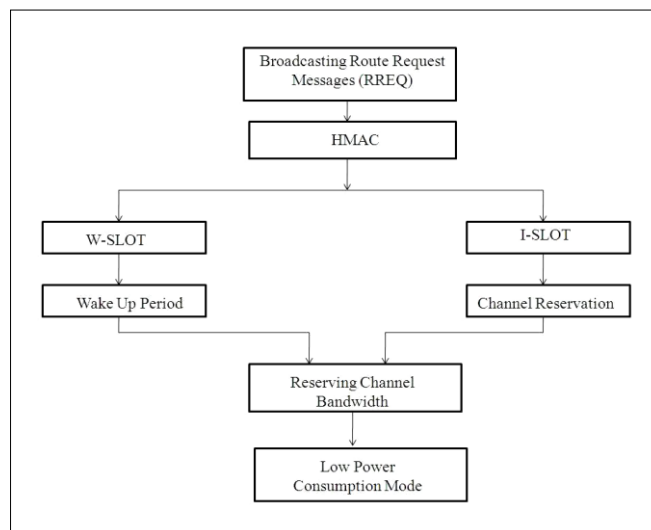 Broadcasting Route Request
Messages (RREQ)
HMAC
W-SLOT
I-SLOT
Wake Up Period
Channel Reservation
Reserving Channel
Bandwidth
Low Power
Consumption Mode